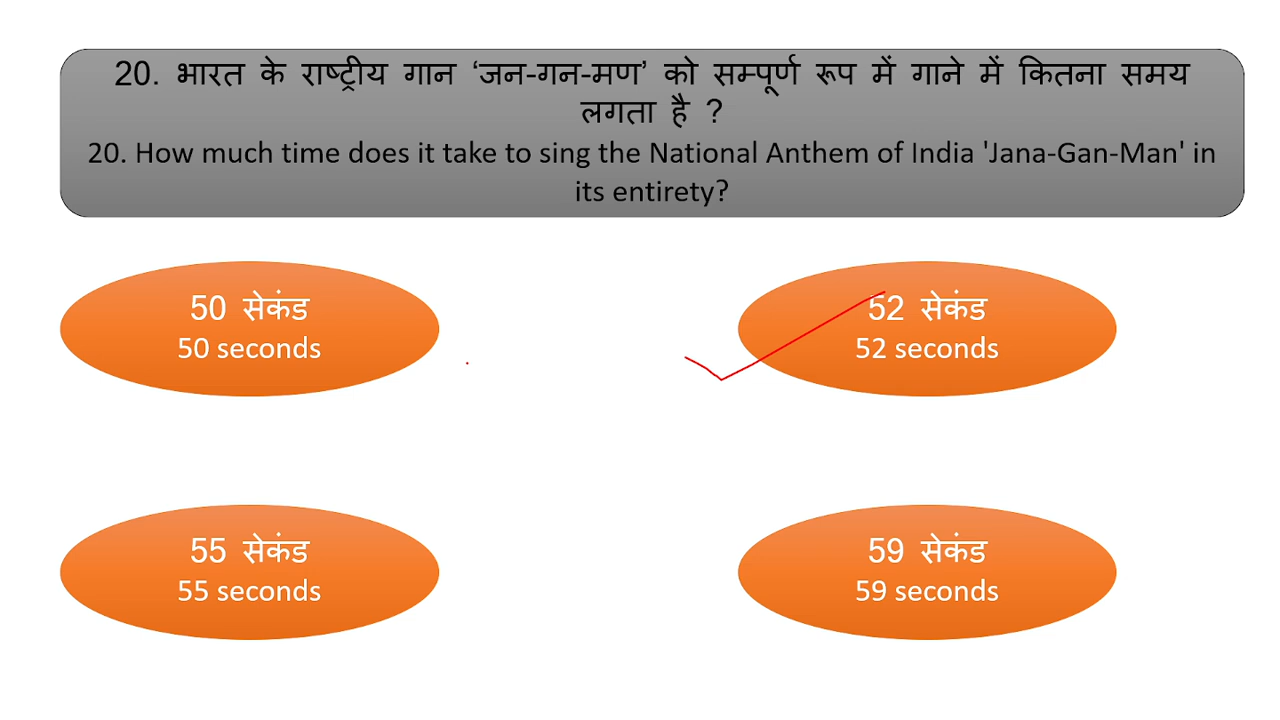 20. भारत के राष्ट्रीय गान ‘जन-गन-मण’ को सम्पूर्ण रूप में गाने में कितना समय
लगता है ?
20. How much time does it take to sing the National Anthem of India 'Jana-Gan-Man' in
its entirety?
50 सेकंड
50 seconds
52 सेकंड
52 seconds
55 सेकंड
55 seconds
59 सेकंड
59 seconds